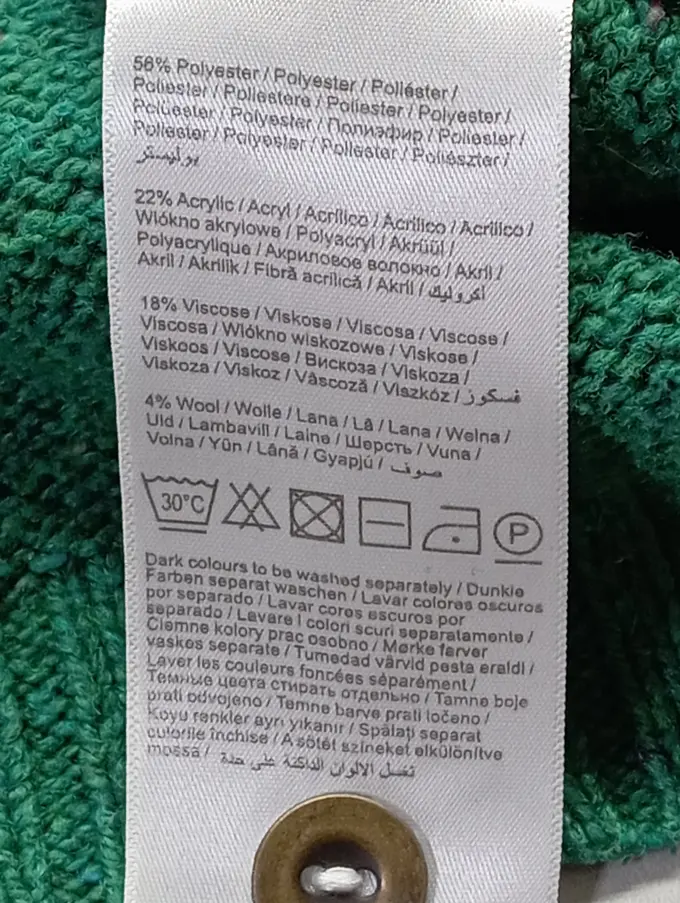 56% Polyester / Polyester / Poliéster /
Poliester / Poliestere / Poliester / Polyester /
Polüester / Polyester / Полиэфир / Poliester /
Poliester / Polyester / Poliester / Poliészter /
بوليستر
22% Acrylic / Acryl / Acrílico / Acrílico / Acrilico /
Włókno akrylowe / Polyacryl / Akrüül /
Polyacrylique / Акриловое волокно / Akril /
Akril / Akrilik / Fibră acrilică / Akril / أكروليك
18% Viscose / Viskose / Viscosa / Viscose /
Viscosa / Włókno wiskozowe / Viskose /
Viskoos / Viscose / Вискоза / Viskoza /
Viskoza / Viskoz / Vâscoză / Viszkóz / فسكوز
4% Wool / Wolle / Lana / Lã / Lana / Wełna /
Uld / Lambavill / Laine / Шерсть / Vuna /
Volna / Yün / Lână / Gyapjú / صوف
30°C
P
Dark colours to be washed separately / Dunkle
Farben separat waschen / Lavar colores oscuros
por separado / Lavar cores escuros por
separado / Lavare I colori scuri separatamente /
Ciemne kolory prać osobno / Mørke farver
vaskes separate / Tumedad värvid pesta eraldi /
Laver les couleurs foncées séparément /
Темные цвета стирать отдельно / Tamne boje
prati odvojeno / Temne barve prati ločeno /
Koyu renkler ayrı yıkanır / Spălați separat
culorile închise / A sötét színeket elkülönítve
mossa / تغسل الالوان الداكنة على حدة